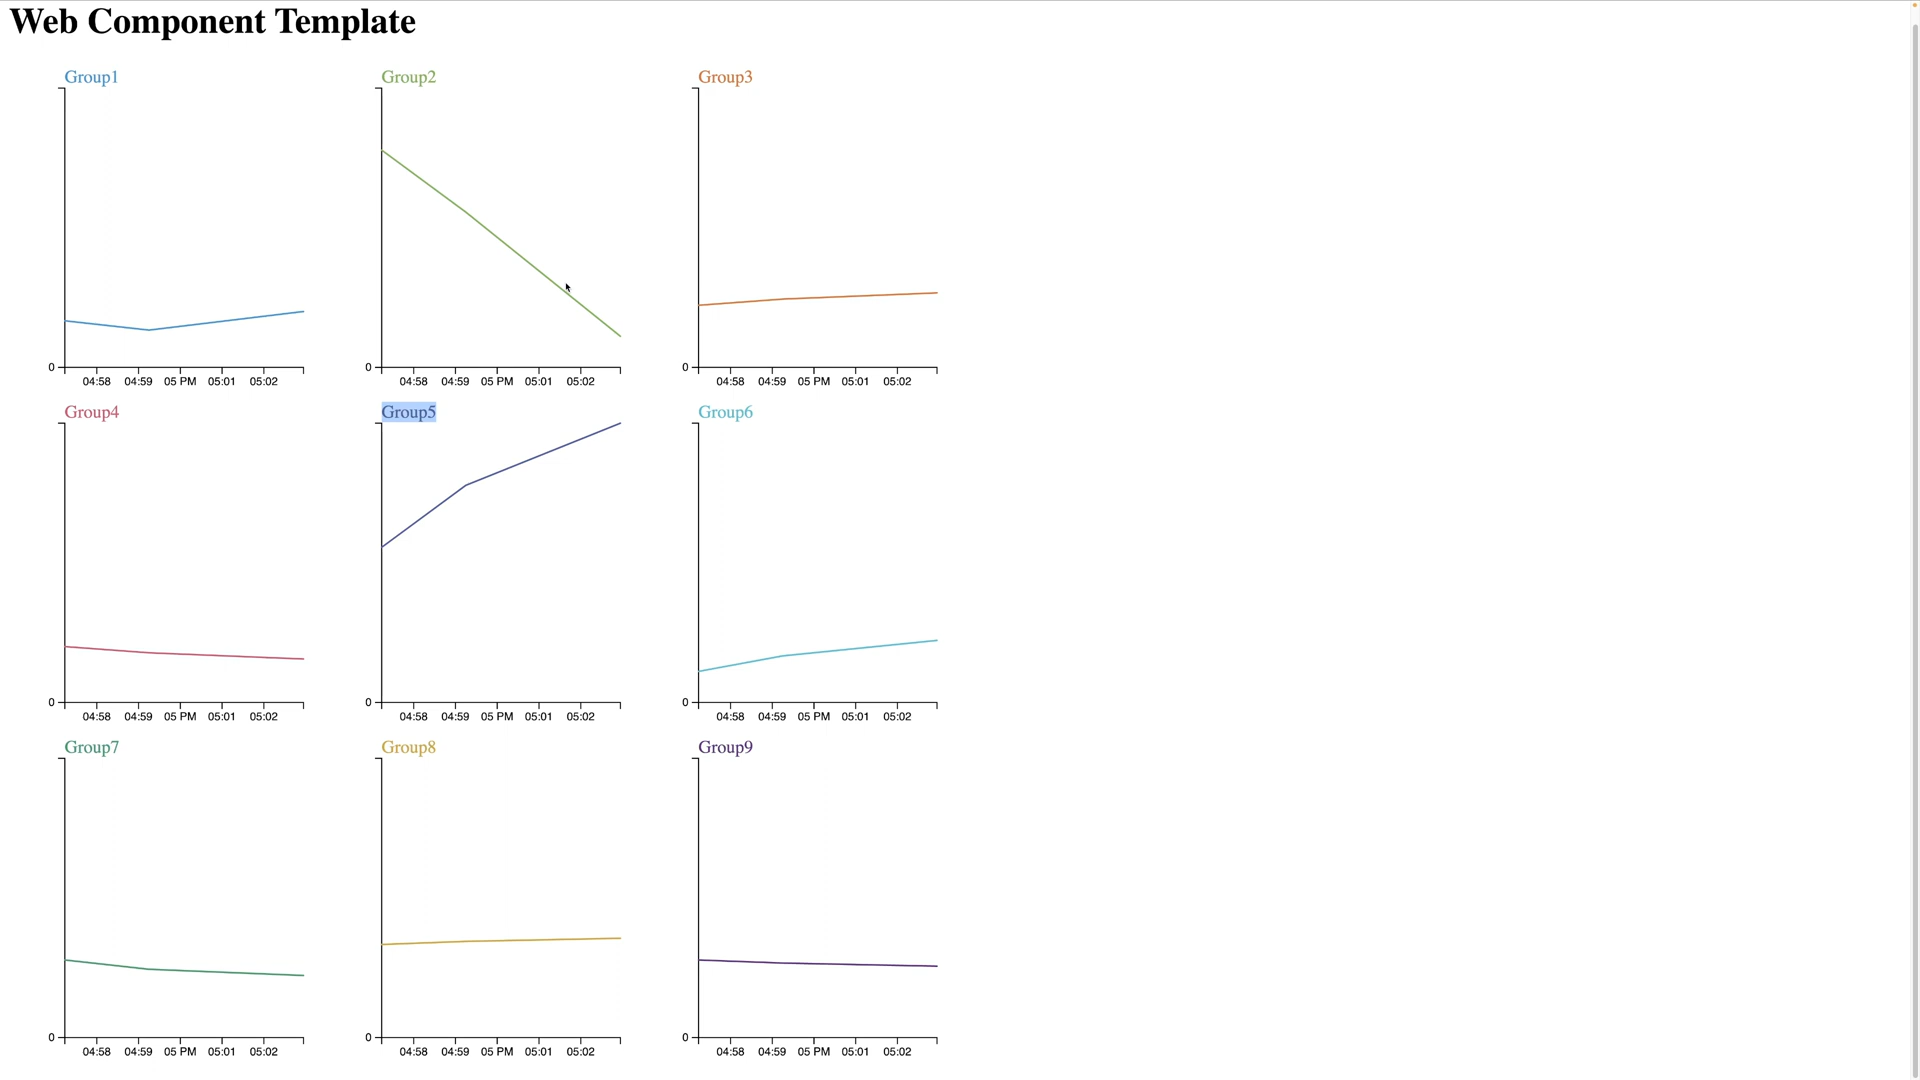 Web Component Template
Group1 Group2 Group3
0 0 0
04:58 04:59 05 PM 05:01 05:02 04:58 04:59 05 PM 05:01 05:02 04:58 04:59 05 PM 05:01 05:02
Group4 Group5 Group6
0 0 0
04:58 04:59 05 PM 05:01 05:02 04:58 04:59 05 PM 05:01 05:02 04:58 04:59 05 PM 05:01 05:02
Group7 Group8 Group9
0 0 0
04:58 04:59 05 PM 05:01 05:02 04:58 04:59 05 PM 05:01 05:02 04:58 04:59 05 PM 05:01 05:02